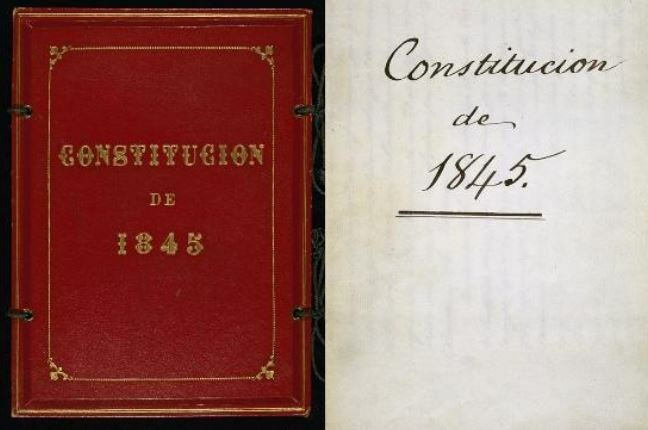 CONSTITUCION
DE
1845
Constitucion
de
1845.